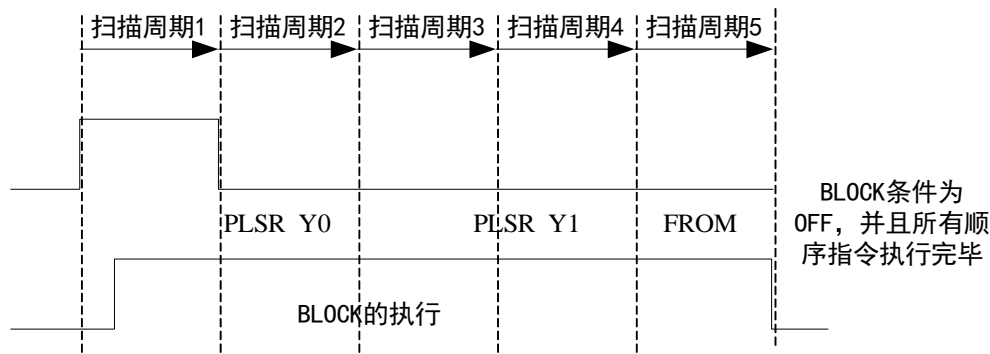 扫描周期1 扫描周期2 扫描周期3 扫描周期4 扫描周期5
PLSR Y0 PLSR Y1 FROM
BLOCK条件为
OFF，并且所有顺
序指令执行完毕
BLOCK的执行